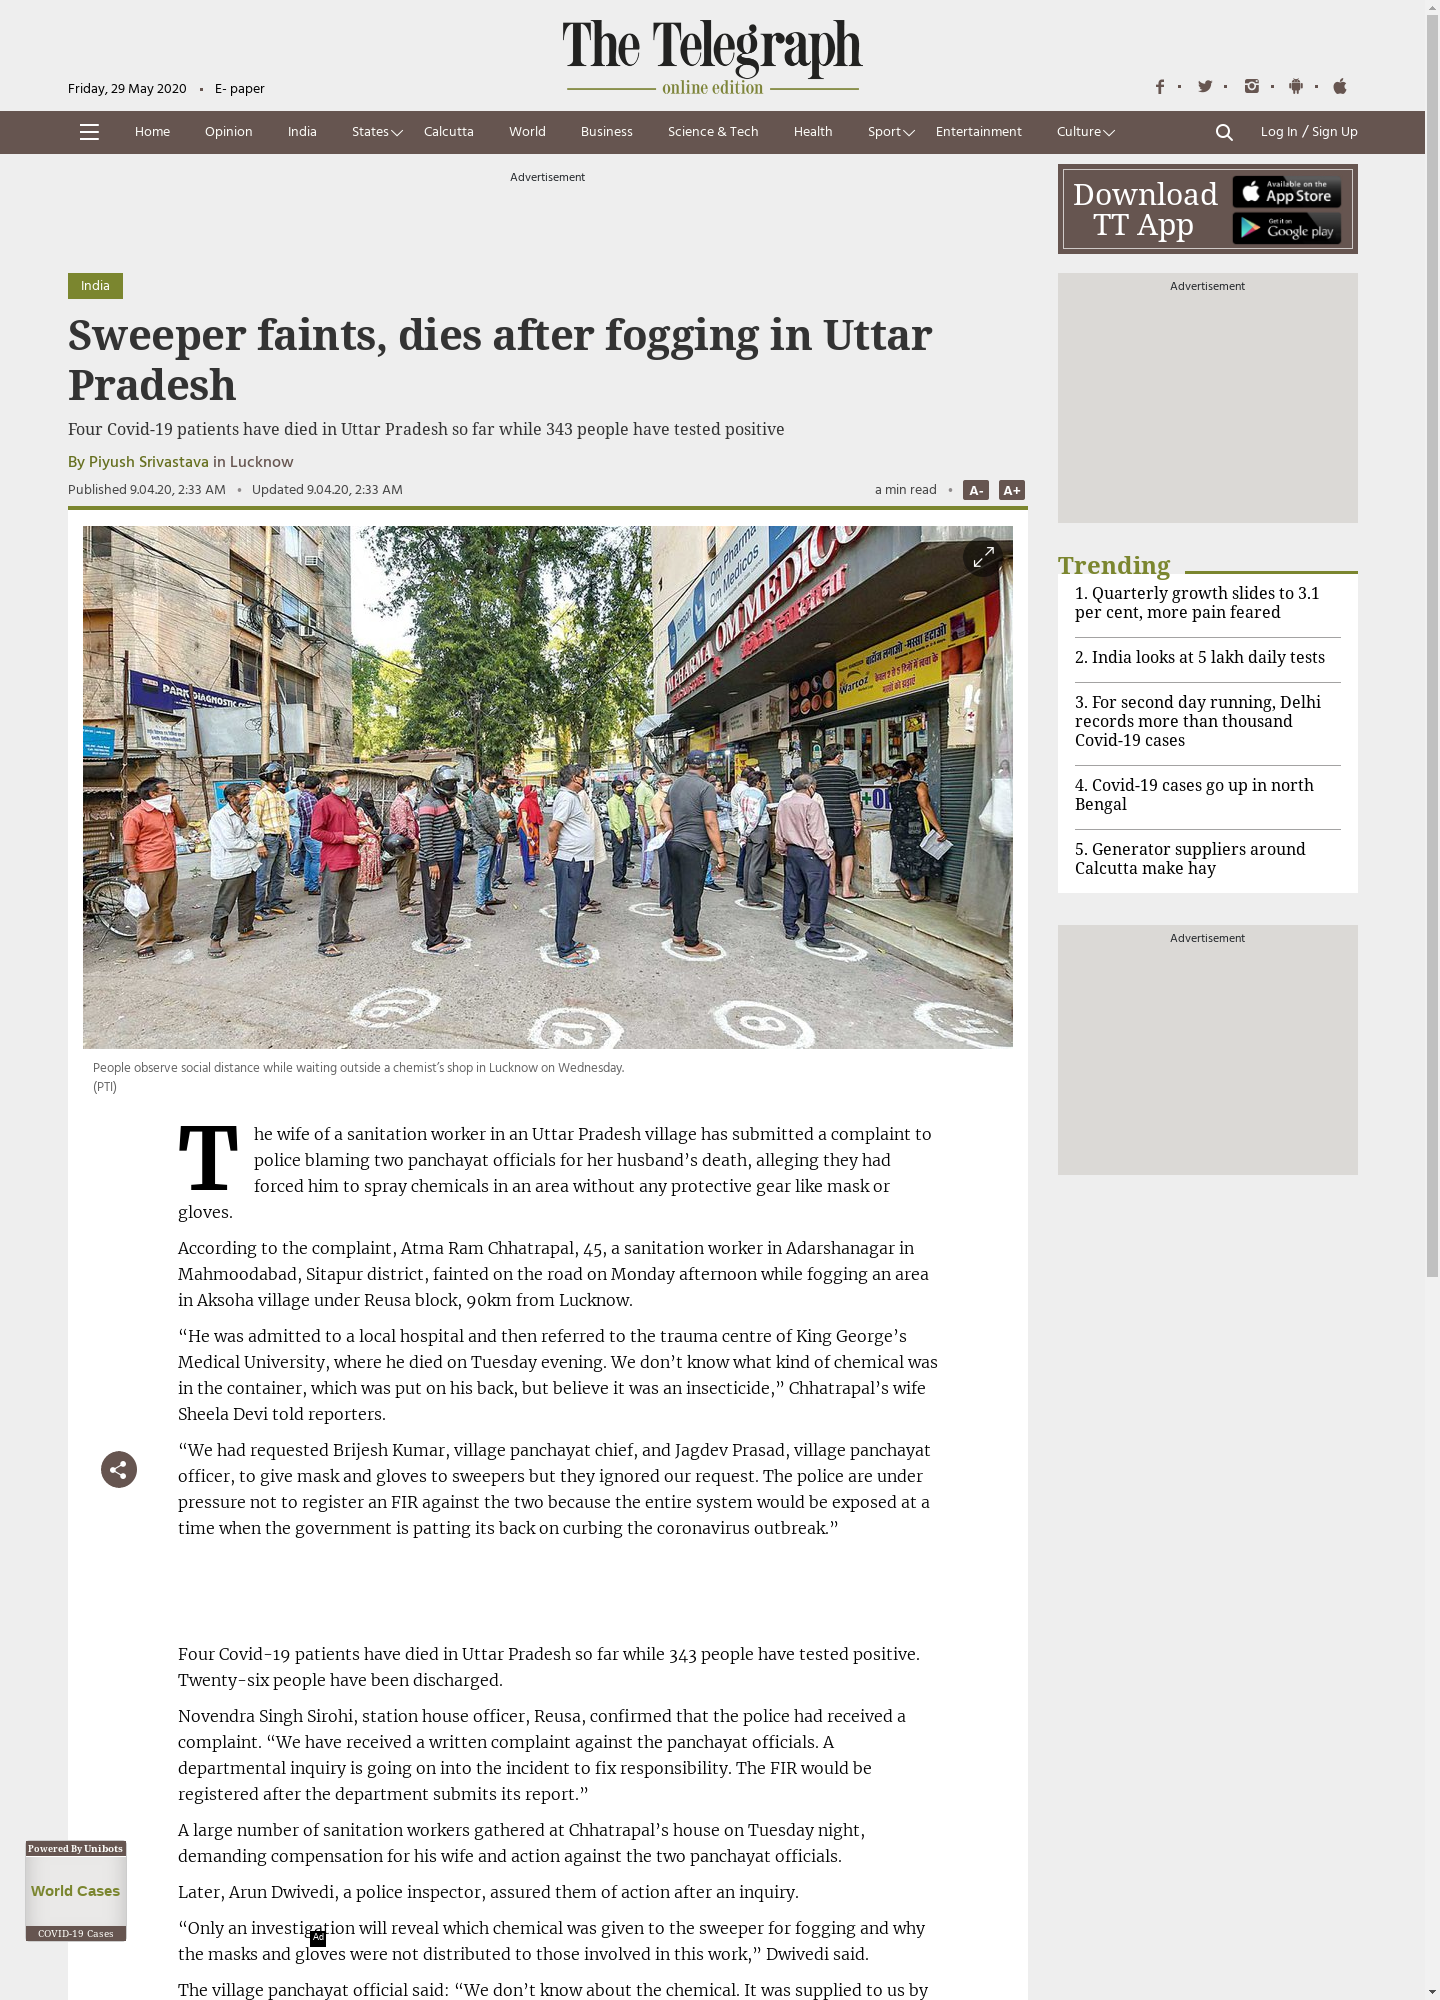 The Telegraph
online edition
Friday, 29 May 2020 • E- paper
Home Opinion India States Calcutta World Business Science & Tech Health Sport Entertainment Culture Log In / Sign Up
Advertisement
Download
TT App
Available on the
App Store
Get it on
Google play
India
Sweeper faints, dies after fogging in Uttar
Pradesh
Four Covid-19 patients have died in Uttar Pradesh so far while 343 people have tested positive
By Piyush Srivastava in Lucknow
Published 9.04.20, 2:33 AM • Updated 9.04.20, 2:33 AM
a min read • A- A+
Om Pharma
Om Medicos
OM PHARMA OM MEDICO
PARK DIAGNOSTIC
Wartoz
12
8
People observe social distance while waiting outside a chemist’s shop in Lucknow on Wednesday.
(PTI)
The wife of a sanitation worker in an Uttar Pradesh village has submitted a complaint to
police blaming two panchayat officials for her husband’s death, alleging they had
forced him to spray chemicals in an area without any protective gear like mask or
gloves.
According to the complaint, Atma Ram Chhatrapal, 45, a sanitation worker in Adarshanagar in
Mahmoodabad, Sitapur district, fainted on the road on Monday afternoon while fogging an area
in Aksoha village under Reusa block, 90km from Lucknow.
“He was admitted to a local hospital and then referred to the trauma centre of King George’s
Medical University, where he died on Tuesday evening. We don’t know what kind of chemical was
in the container, which was put on his back, but believe it was an insecticide,” Chhatrapal’s wife
Sheela Devi told reporters.
“We had requested Brijesh Kumar, village panchayat chief, and Jagdev Prasad, village panchayat
officer, to give mask and gloves to sweepers but they ignored our request. The police are under
pressure not to register an FIR against the two because the entire system would be exposed at a
time when the government is patting its back on curbing the coronavirus outbreak.”
Four Covid-19 patients have died in Uttar Pradesh so far while 343 people have tested positive.
Twenty-six people have been discharged.
Novendra Singh Sirohi, station house officer, Reusa, confirmed that the police had received a
complaint. “We have received a written complaint against the panchayat officials. A
departmental inquiry is going on into the incident to fix responsibility. The FIR would be
registered after the department submits its report.”
A large number of sanitation workers gathered at Chhatrapal’s house on Tuesday night,
demanding compensation for his wife and action against the two panchayat officials.
Later, Arun Dwivedi, a police inspector, assured them of action after an inquiry.
“Only an investigation will reveal which chemical was given to the sweeper for fogging and why
the masks and gloves were not distributed to those involved in this work,” Dwivedi said.
The village panchayat official said: “We don’t know about the chemical. It was supplied to us by
Ad
Powered By Unibots
World Cases
COVID-19 Cases
Advertisement
Trending
1. Quarterly growth slides to 3.1
per cent, more pain feared
2. India looks at 5 lakh daily tests
3. For second day running, Delhi
records more than thousand
Covid-19 cases
4. Covid-19 cases go up in north
Bengal
5. Generator suppliers around
Calcutta make hay
Advertisement